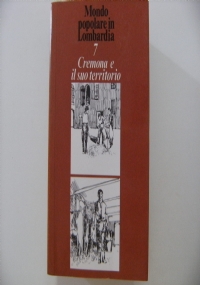 Mondo
popolare in
Lombardia
7
Cremona e
il suo territorio